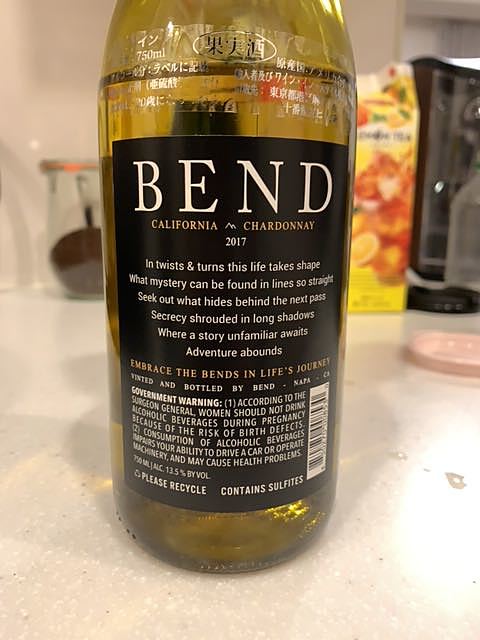 イン
果実酒
750ml
BEND
CALIFORNIA CHARDONNAY
2017
In twists & turns this life takes shape
What mystery can be found in lines so straight
Seek out what hides behind the next pass
Secrecy shrouded in long shadows
Where a story unfamiliar awaits
Adventure abounds
EMBRACE THE BENDS IN LIFE'S JOURNEY
VINTED AND BOTTLED BY BEND - NAPA - CA
GOVERNMENT WARNING: (1) ACCORDING TO THE
SURGEON GENERAL, WOMEN SHOULD NOT DRINK
ALCOHOLIC BEVERAGES DURING PREGNANCY
BECAUSE OF THE RISK OF BIRTH DEFECTS.
(2) CONSUMPTION OF ALCOHOLIC BEVERAGES
IMPAIRS YOUR ABILITY TO DRIVE A CAR OR OPERATE
MACHINERY, AND MAY CAUSE HEALTH PROBLEMS.
750 ML | ALC. 13.5 % BY VOL.
PLEASE RECYCLE CONTAINS SULFITES